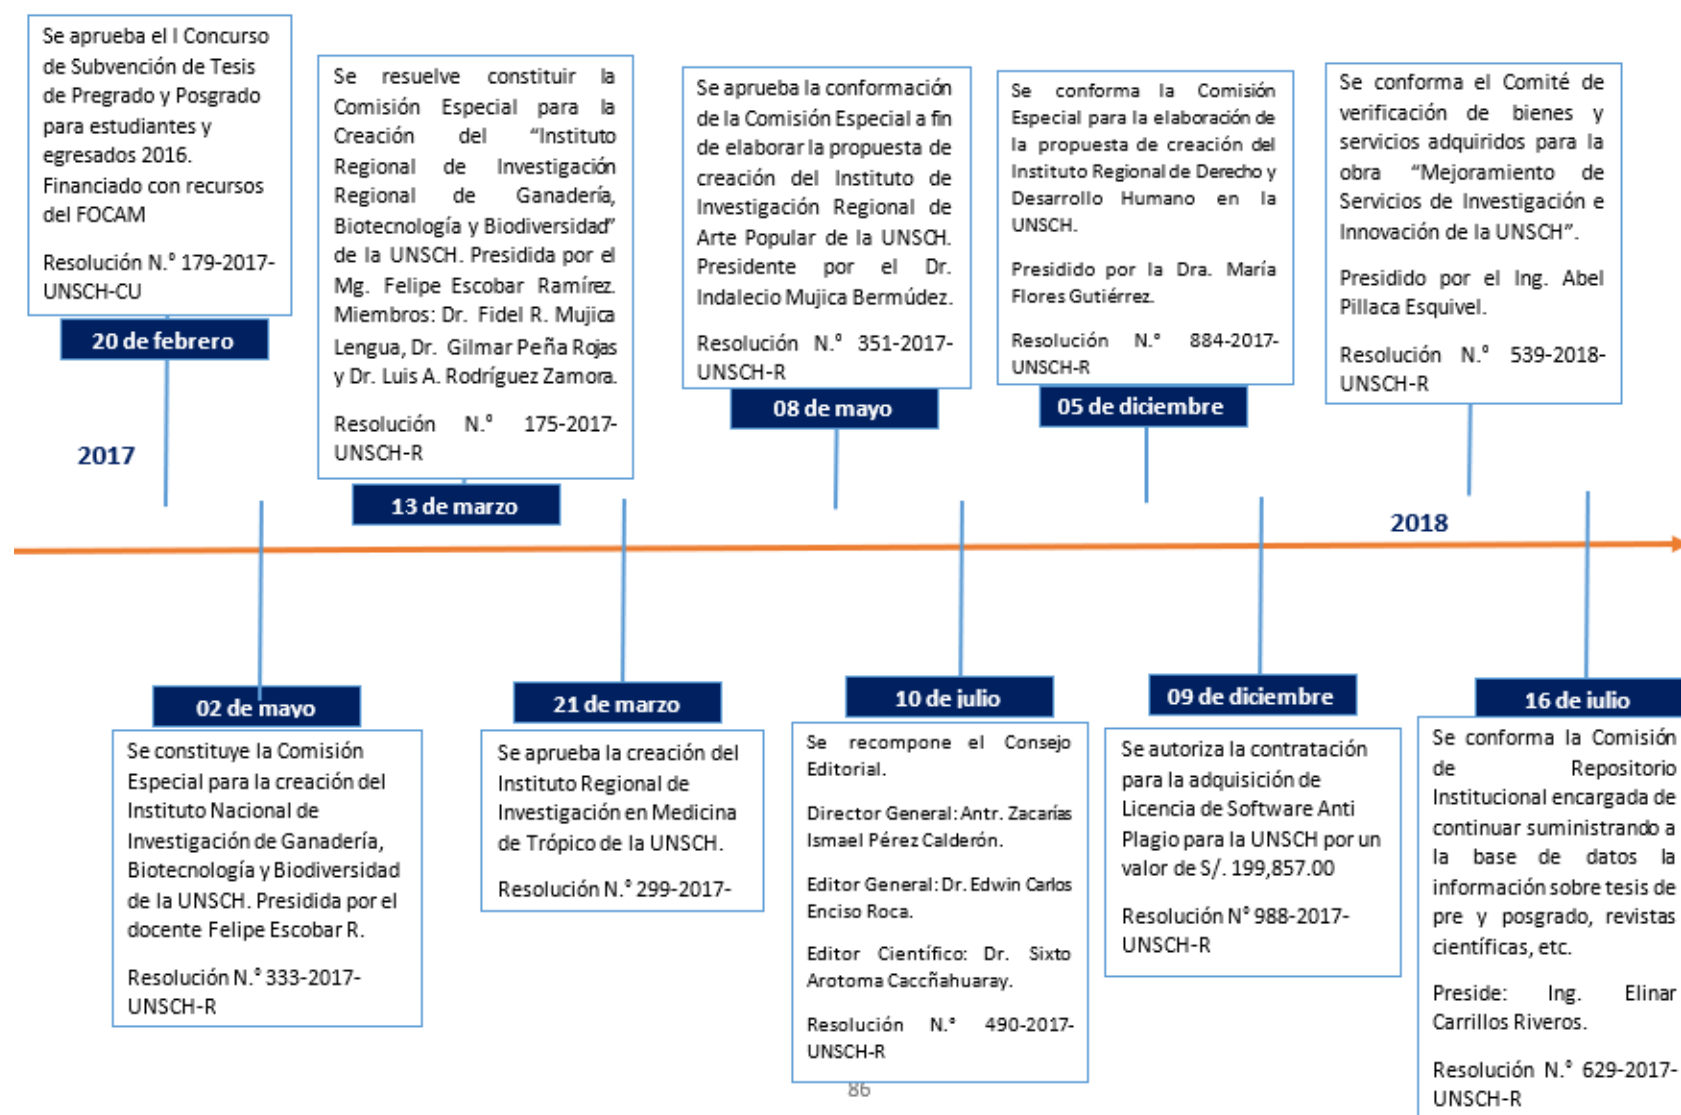 Se aprueba el I Concurso
de Subvención de Tesis
de Pregrado y Posgrado
para estudiantes y
egresados 2016.
Financiado con recursos
del FOCAM
Resolución N.° 179-2017-
UNSCH-CU
20 de febrero
2017
Se resuelve constituir la
Comisión Especial para la
Creación del “Instituto
Regional de Investigación
Regional de Ganadería,
Biotecnología y Biodiversidad”
de la UNSCH. Presidida por el
Mg. Felipe Escobar Ramírez.
Miembros: Dr. Fidel R. Mujica
Lengua, Dr. Gilmar Peña Rojas
y Dr. Luis A. Rodríguez Zamora.
Resolución N.° 175-2017-
UNSCH-R
13 de marzo
Se aprueba la conformación
de la Comisión Especial a fin
de elaborar la propuesta de
creación del Instituto de
Investigación Regional de
Arte Popular de la UNSCH.
Presidente por el Dr.
Indalecio Mujica Bermúdez.
Resolución N.° 351-2017-
UNSCH-R
08 de mayo
Se conforma la Comisión
Especial para la elaboración de
la propuesta de creación del
Instituto Regional de Derecho y
Desarrollo Humano en la
UNSCH.
Presidido por la Dra. María
Flores Gutiérrez.
Resolución N.° 884-2017-
UNSCH-R
05 de diciembre
Se conforma el Comité de
verificación de bienes y
servicios adquiridos para la
obra “Mejoramiento de
Servicios de Investigación e
Innovación de la UNSCH”.
Presidido por el Ing. Abel
Pillaca Esquivel.
Resolución N.° 539-2018-
UNSCH-R
2018
02 de mayo
Se constituye la Comisión
Especial para la creación del
Instituto Nacional de
Investigación de Ganadería,
Biotecnología y Biodiversidad
de la UNSCH. Presidida por el
docente Felipe Escobar R.
Resolución N.° 333-2017-
UNSCH-R
21 de marzo
Se aprueba la creación del
Instituto Regional de
Investigación en Medicina
de Trópico de la UNSCH.
Resolución N.° 299-2017-
10 de julio
Se recompone el Consejo
Editorial.
Director General: Antr. Zacarías
Ismael Pérez Calderón.
Editor General: Dr. Edwin Carlos
Enciso Roca.
Editor Científico: Dr. Sixto
Arotoma Cacñahuaray.
Resolución N.° 490-2017-
UNSCH-R
09 de diciembre
Se autoriza la contratación
para la adquisición de
Licencia de Software Anti
Plagio para la UNSCH por un
valor de S/. 199,857.00
Resolución N° 988-2017-
UNSCH-R
16 de julio
Se conforma la Comisión
de Repositorio
Institucional encargada de
continuar suministrando a
la base de datos la
información sobre tesis de
pre y posgrado, revistas
científicas, etc.
Preside: Ing. Elinar
Carrillos Riveros.
Resolución N.° 629-2017-
UNSCH-R
86